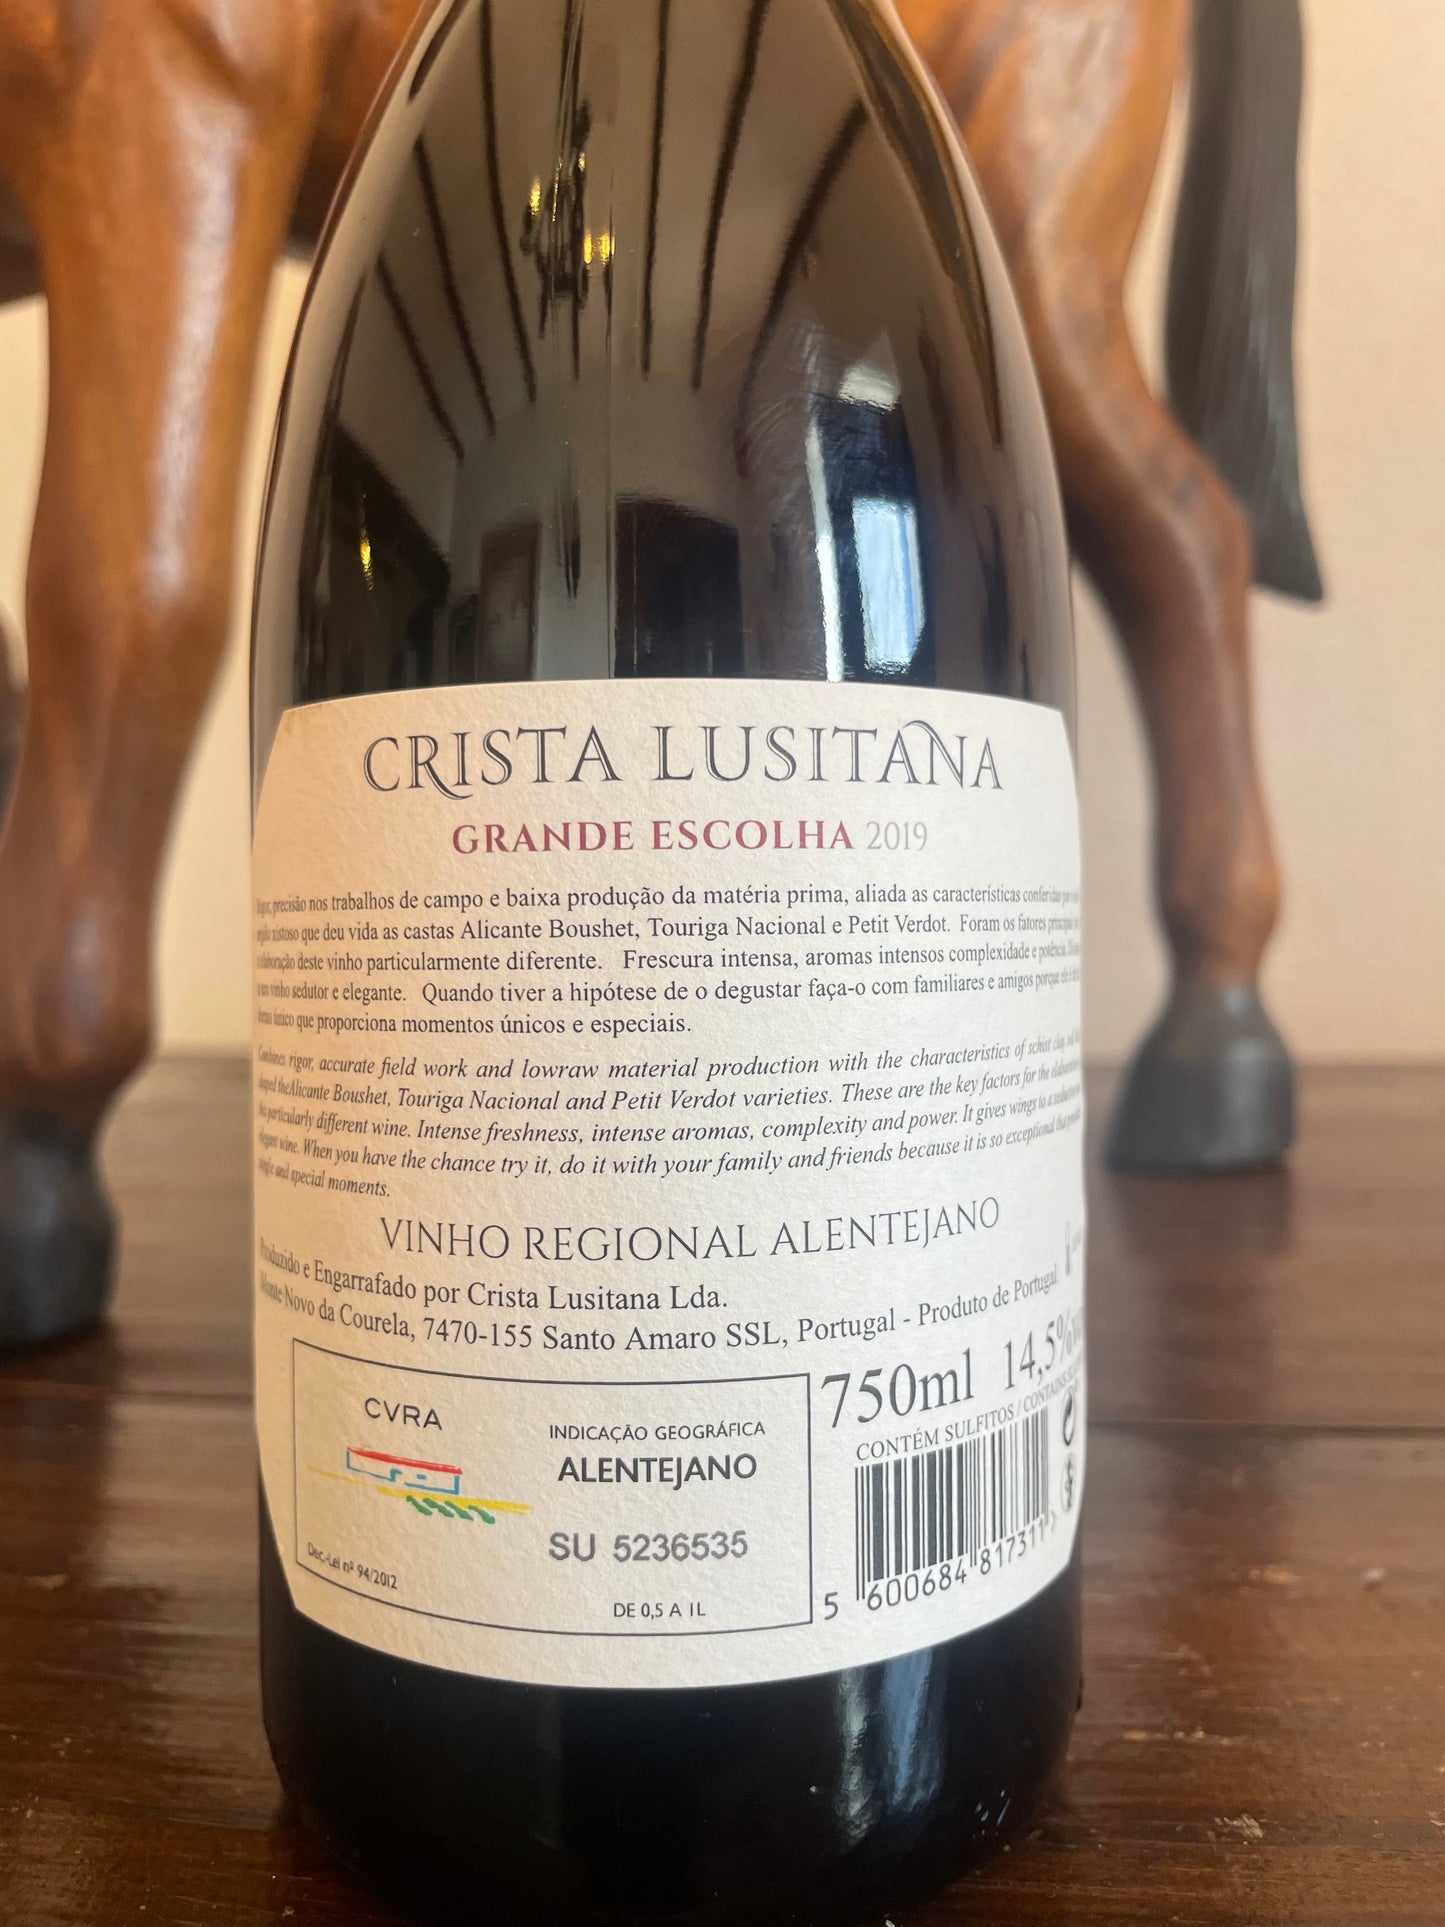 CRISTA LUSITANA
GRANDE ESCOLHA 2019
precisão nos trabalhos de campo e baixa produção da matéria prima, aliada as características conferidas
xistoso que deu vida as castas Alicante Boushet, Touriga Nacional e Petit Verdot. Foram os fatores
elaboração deste vinho particularmente diferente. Frescura intensa, aromas intensos complexidade e potência.
vinho sedutor e elegante. Quando tiver a hipótese de o degustar faça-o com familiares e amigos porque ele é
único que proporciona momentos únicos e especiais.
Combines rigor, accurate field work and lowraw material production with the characteristics of schist clay
theAlicante Boushet, Touriga Nacional and Petit Verdot varieties. These are the key factors for the
particularly different wine. Intense freshness, intense aromas, complexity and power. It gives wings to a
elegant wine. When you have the chance try it, do it with your family and friends because it is so exceptional that
and special moments.
VINHO REGIONAL ALENTEJANO
Produzido e Engarrafado por Crista Lusitana Lda.
Monte Novo da Courela, 7470-155 Santo Amaro SSL, Portugal - Produto de Portugal
750ml 14,5%
CONTÉM SULFITOS / CONTAINS
CVRA
INDICAÇÃO GEOGRÁFICA
ALENTEJANO
SU 5236535
Dec.-Lei nº 94/2012
DE 0,5 A 1L
5 600684 817311 >